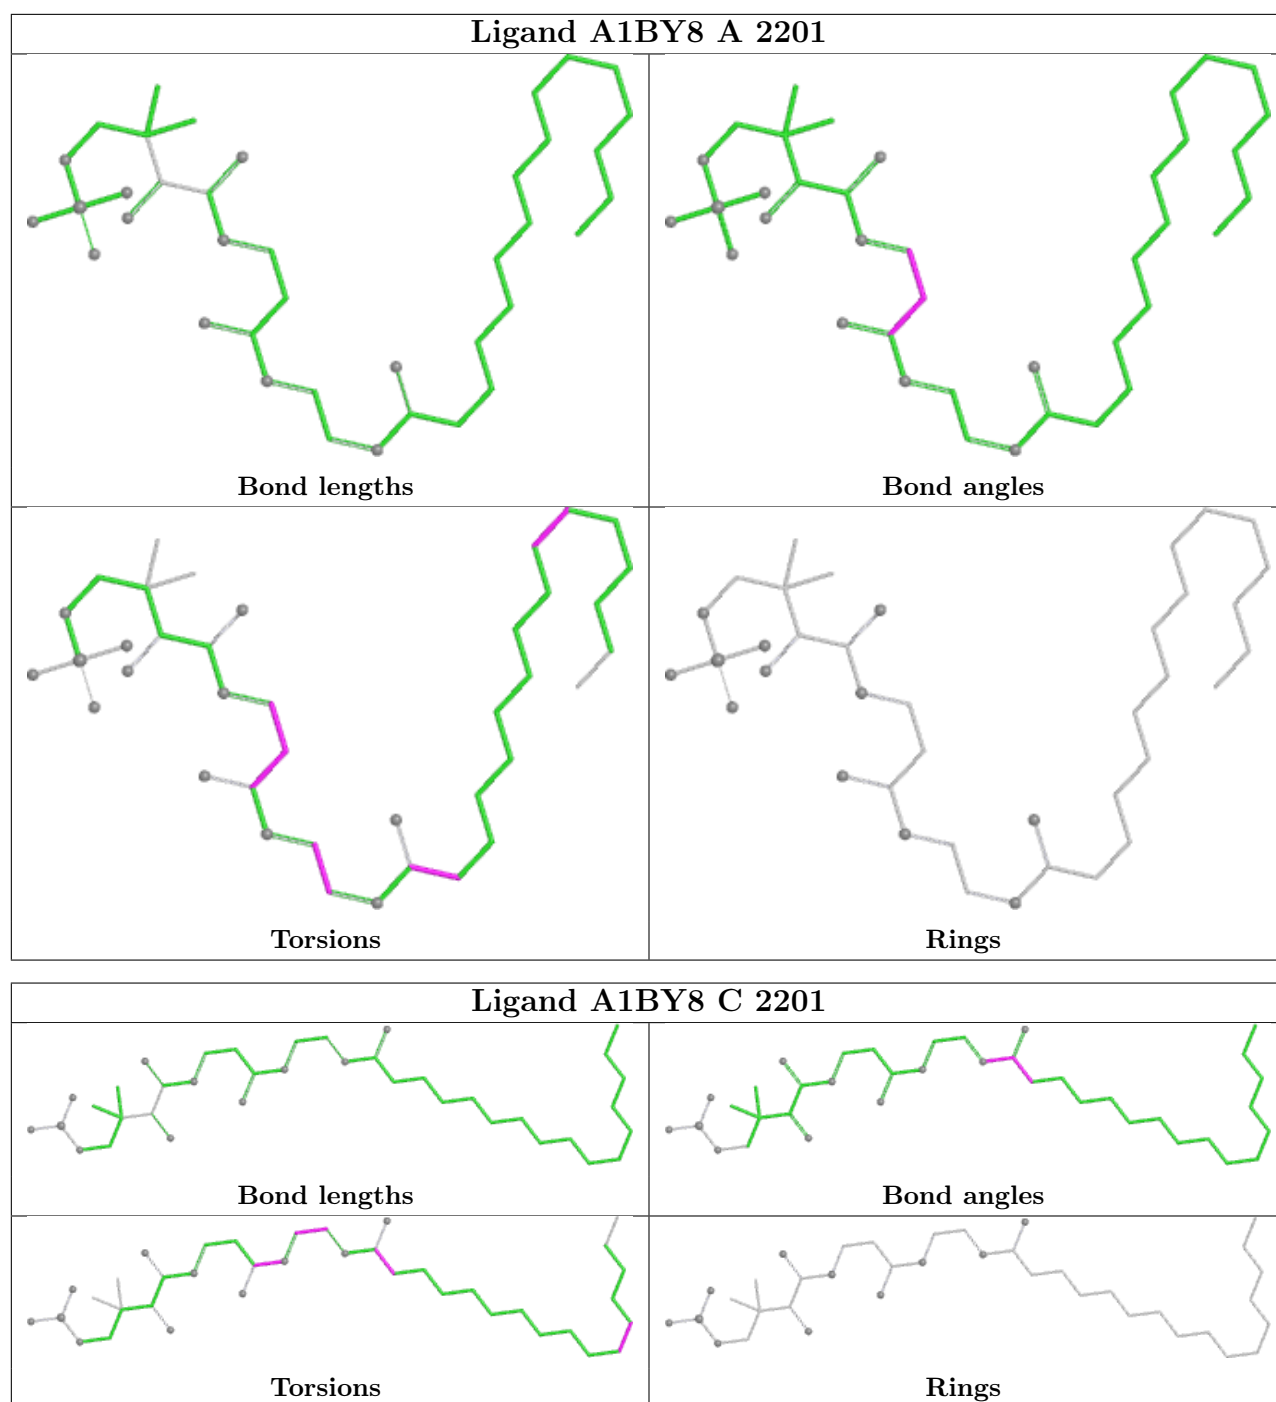 Ligand A1BY8 A 2201
Bond lengths
Bond angles
Torsions
Rings
Ligand A1BY8 C 2201
Bond lengths
Bond angles
Torsions
Rings